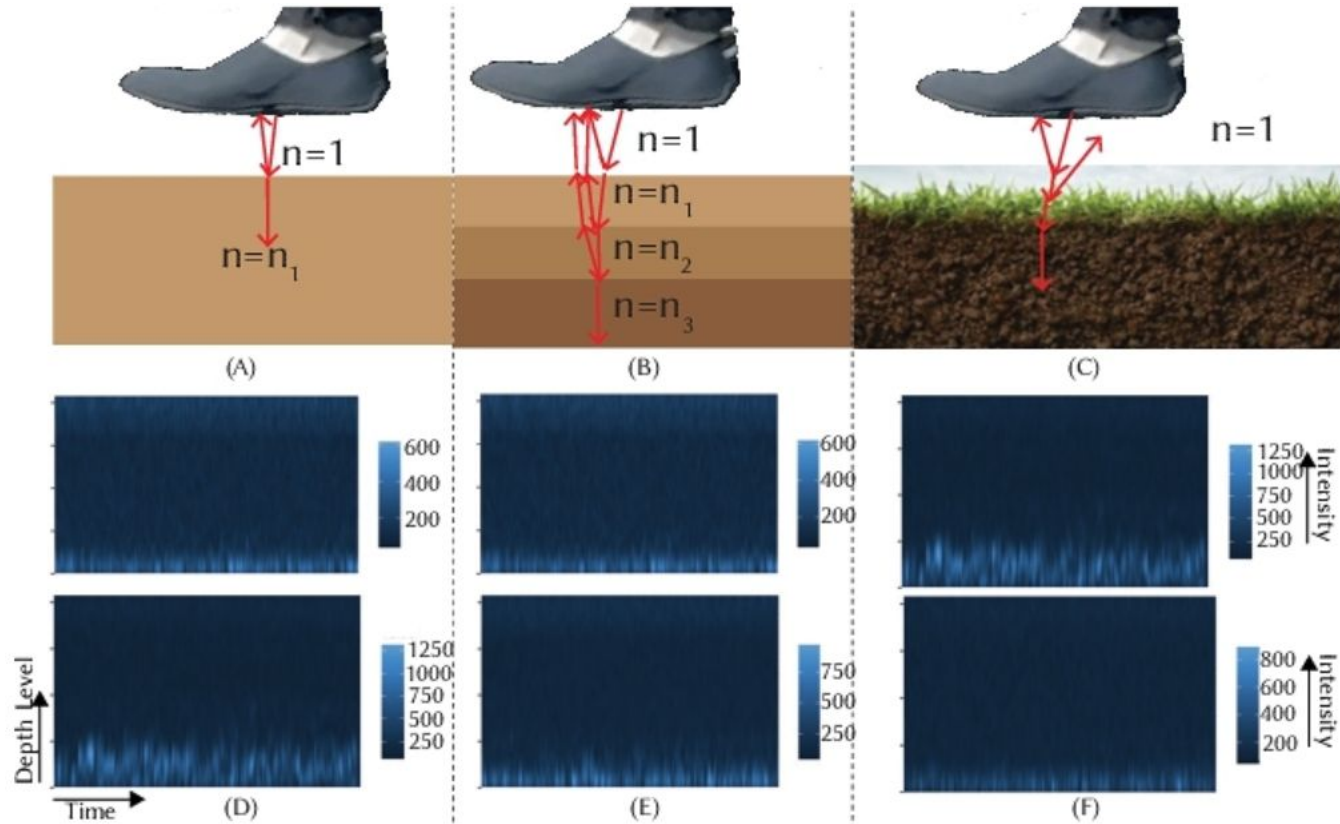 n=1
n=1
n=1
n=n₁
n=n₁
n=n₂
n=n₃
(A)
(B)
(C)
600
400
200
600
400
200
1250
1000
750
500
250
Intensity
1250
1000
750
500
250
750
500
250
800
600
400
200
Intensity
Depth Level
Time
(D)
(E)
(F)